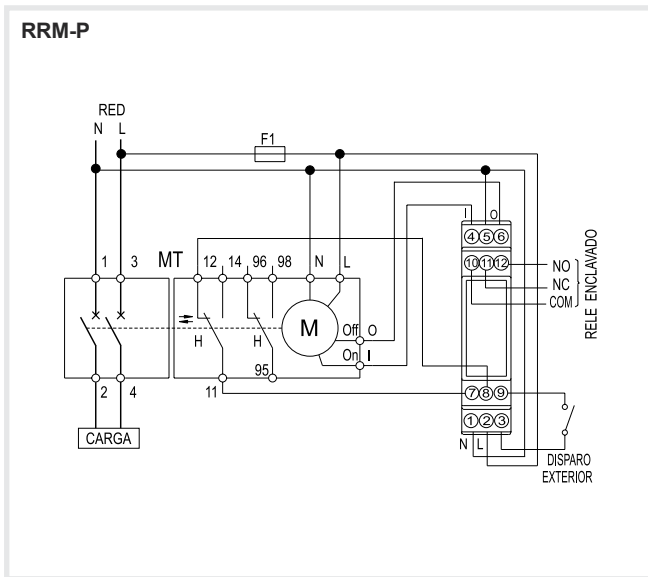 RRM-P
RED
N L
F1
I O
4 5 6
1 3 MT 12 14 96 98 N L
10 11 12
NO
NC
COM
RELE ENCLAVADO
M
H H
Off O
On I
95
2 4 11
7 8 9
1 2 3
N L
CARGA
DISPARO
EXTERIOR